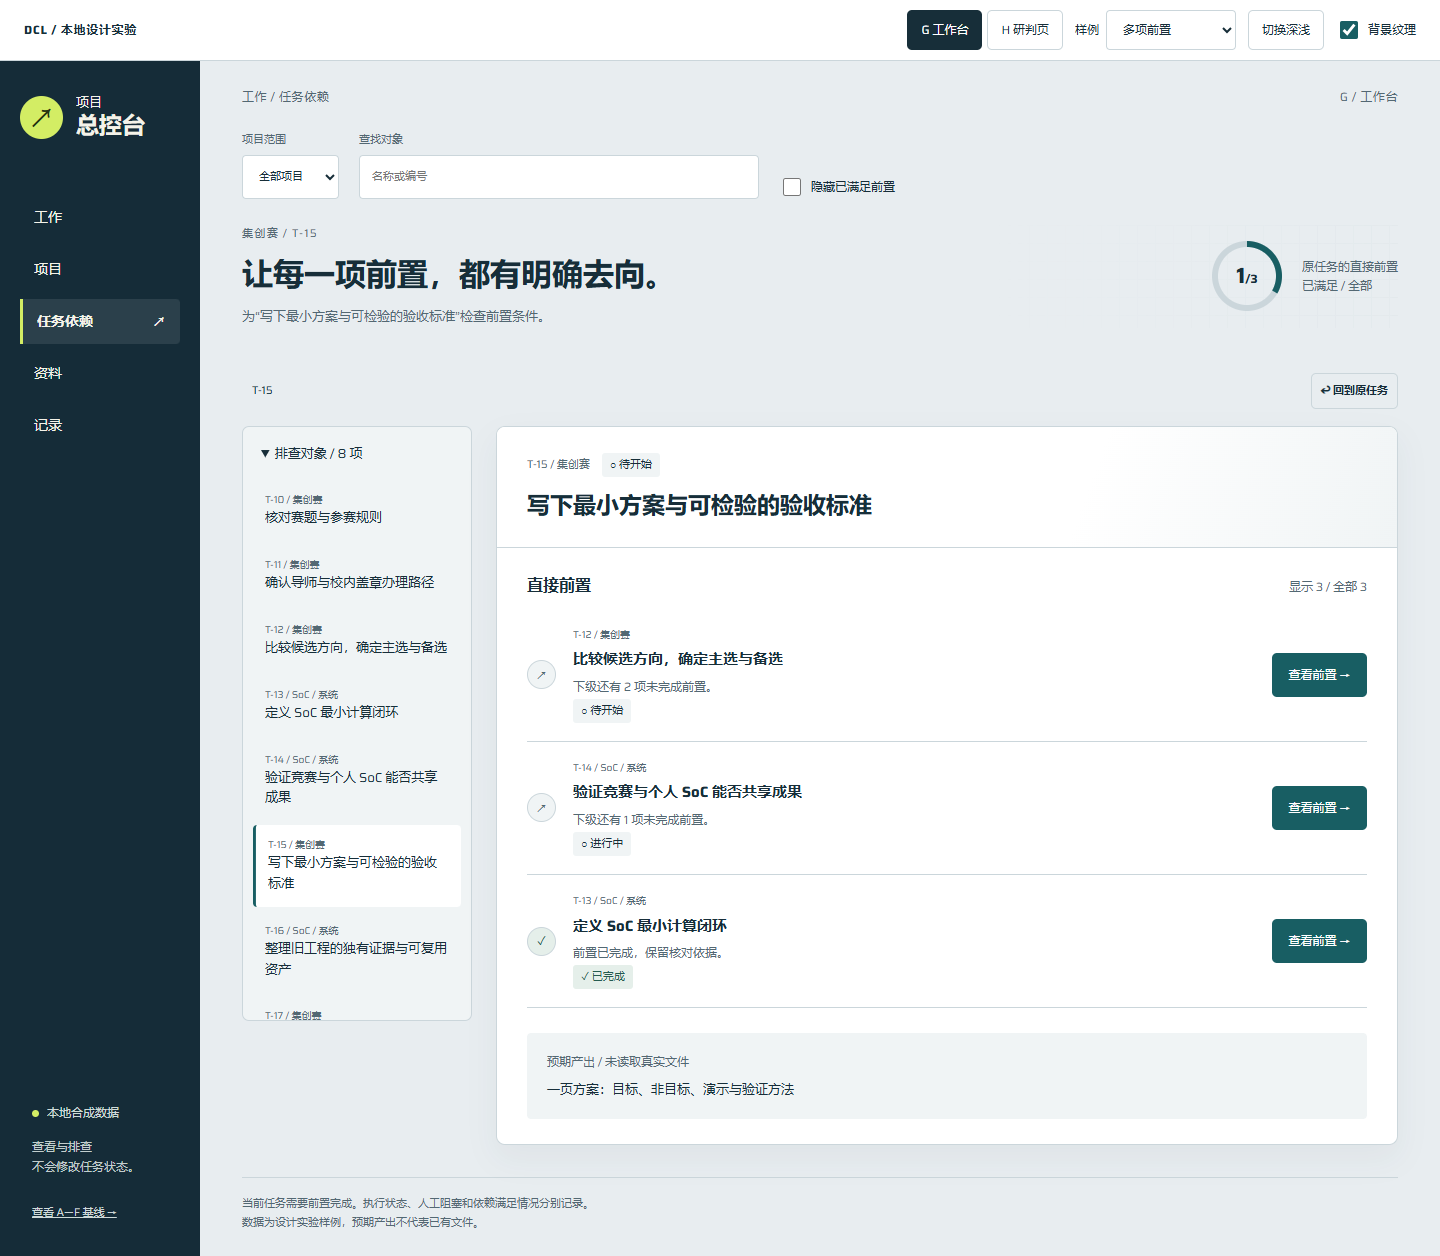 DCL / 本地设计实验
G 工作台
H 研判页
样例
多项前置
切换深浅
背景纹理
↗
项目
总控台
工作
项目
任务依赖 ↗
资料
记录
本地合成数据
查看与排查
不会修改任务状态。
查看 A—F 基线 →
工作 / 任务依赖
G / 工作台
项目范围
全部项目
查找对象
名称或编号
隐藏已满足前置
集创赛 / T-15
让每一项前置，都有明确去向。
为“写下最小方案与可检验的验收标准”检查前置条件。
1/3
原任务的直接前置
已满足 / 全部
T-15
↩ 回到原任务
▼ 排查对象 / 8 项
T-10 / 集创赛
核对赛题与参赛规则
T-11 / 集创赛
确认导师与校内盖章办理路径
T-12 / 集创赛
比较候选方向，确定主选与备选
T-13 / SoC / 系统
定义 SoC 最小计算闭环
T-14 / SoC / 系统
验证竞赛与个人 SoC 能否共享
成果
T-15 / 集创赛
写下最小方案与可检验的验收
标准
T-16 / SoC / 系统
整理旧工程的独有证据与可复用
资产
T-17 / 集创赛
T-15 / 集创赛
○ 待开始
写下最小方案与可检验的验收标准
直接前置
显示 3 / 全部 3
T-12 / 集创赛
↗
比较候选方向，确定主选与备选
下级还有 2 项未完成前置。
○ 待开始
查看前置 →
T-14 / SoC / 系统
↗
验证竞赛与个人 SoC 能否共享成果
下级还有 1 项未完成前置。
○ 进行中
查看前置 →
T-13 / SoC / 系统
✓
定义 SoC 最小计算闭环
前置已完成，保留核对依据。
✓ 已完成
查看前置 →
预期产出 / 未读取真实文件
一页方案：目标、非目标、演示与验证方法
当前任务需要前置完成。执行状态、人工阻塞和依赖满足情况分别记录。
数据为设计实验样例，预期产出不代表已有文件。